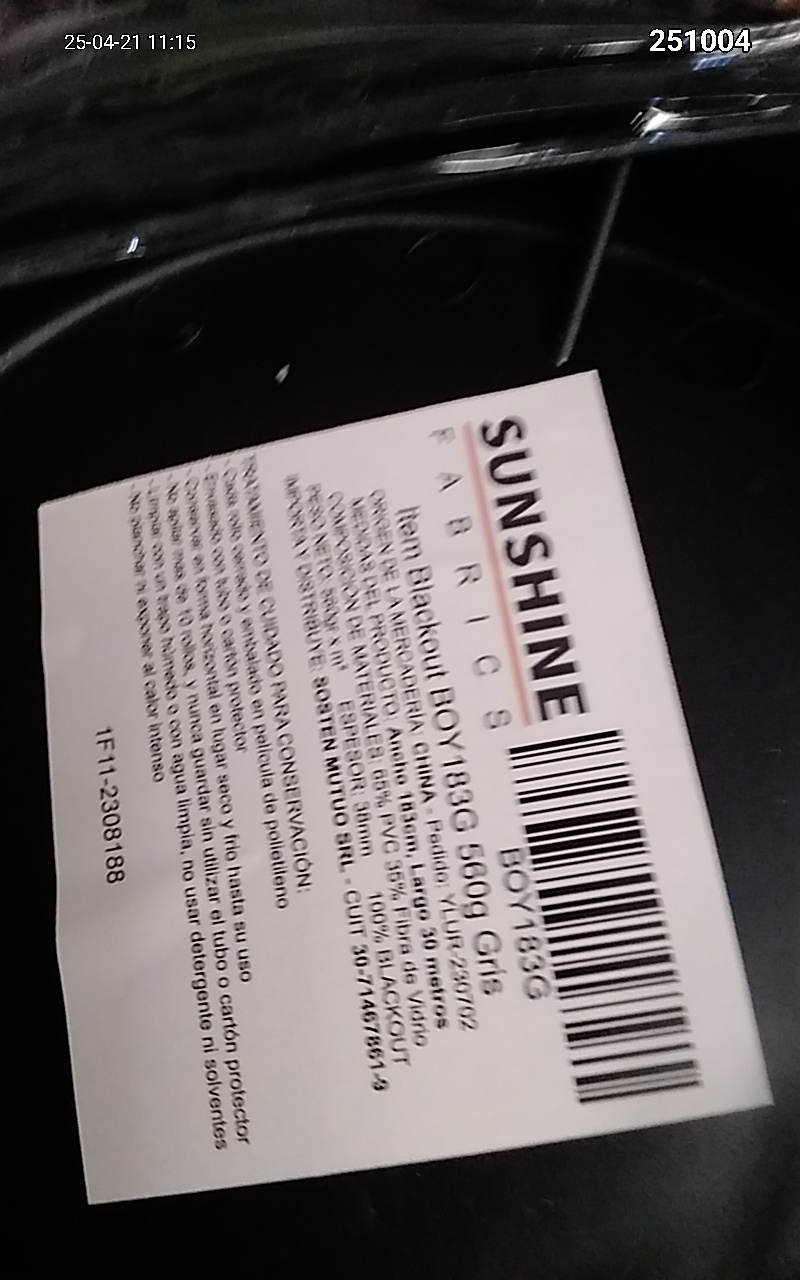 25-04-21 11:15
251004
SUNSHINE
FABRICS
BOY183G
Item Blackout BOY183G 560g Gris
ORIGEN DE LA MERCADERÍA: CHINA - Pedido: YLUR-230702
MEDIDAS DEL PRODUCTO: Ancho 183cm, Largo 30 metros
COMPOSICIÓN DE MATERIALES: 65% PVC 35% Fibra de Vidrio
PESO NETO: 560gr x m² ESPESOR: 38mm 100% BLACKOUT
IMPORTA Y DISTRIBUYE: SOSTEN MUTUO SRL - CUIT 30-71467861-9
TRATAMIENTO DE CUIDADO PARA CONSERVACIÓN:
- Cada rollo cerrado y embalado en película de polietileno
- Envasado con tubo o cartón protector
- Conservar en forma horizontal en lugar seco y frio hasta su uso
- No apilar mas de 10 rollos, y nunca guardar sin utilizar el tubo o cartón protector
- Limpiar con un trapo húmedo o con agua limpia, no usar detergente ni solventes
- No planchar ni exponer al calor intenso
1F11-2308188